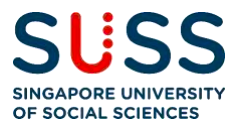 SUSS
SINGAPORE UNIVERSITY
OF SOCIAL SCIENCES